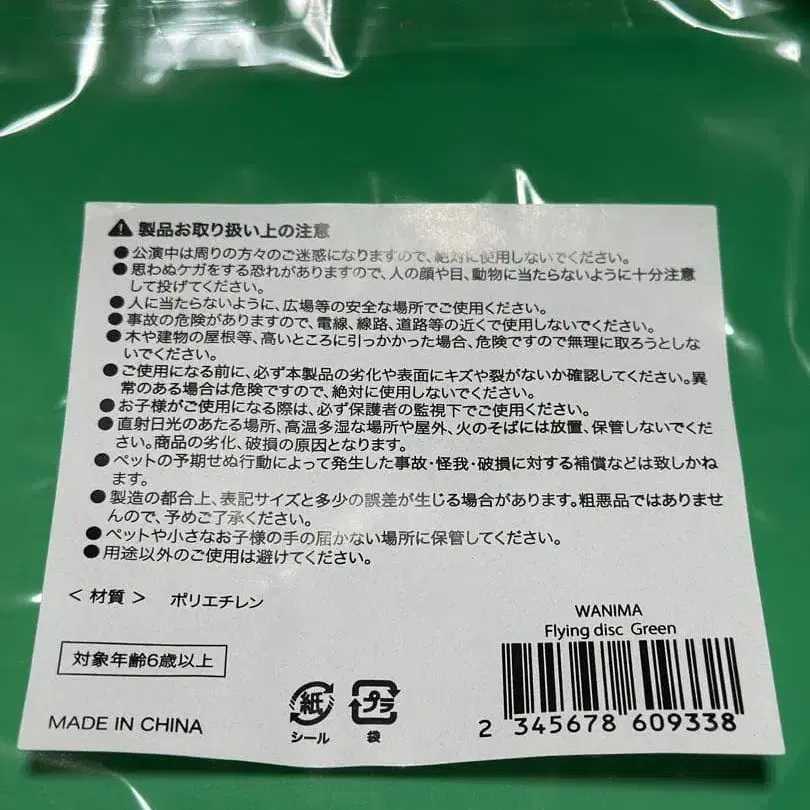 ⚠ 製品お取り扱い上の注意
●公演中は周りの方々のご迷惑になりますので、絶対に使用しないでください。
●思わぬケガをする恐れがありますので、人の顔や目、動物に当たらないように十分注意
して投げてください。
●人に当たらないように、広場等の安全な場所でご使用ください。
●事故の危険がありますので、電線、線路、道路等の近くで使用しないでください。
●木や建物の屋根等、高いところに引っかかった場合、危険ですので無理に取ろうとしな
いでください。
●ご使用になる前に、必ず本製品の劣化や表面にキズや裂がないか確認してください。異
常のある場合は危険ですので、絶対に使用しないでください。
●お子様がご使用になる際は、必ず保護者の監視下でご使用ください。
●直射日光のあたる場所、高温多湿な場所や屋外、火のそばには放置、保管しないでくだ
さい。商品の劣化、破損の原因となります。
●ペットの予期せぬ行動によって発生した事故・怪我・破損に対する補償などは致しかね
ます。
●製造の都合上、表記サイズと多少の誤差が生じる場合があります。粗悪品ではありませ
んので、予めご了承ください。
●ペットや小さなお子様の手の届かない場所に保管してください。
●用途以外のご使用は避けてください。
<材質> ポリエチレン
対象年齢6歳以上
MADE IN CHINA
紙
シール
プラ
袋
WANIMA
Flying disc Green
2 345678 609338